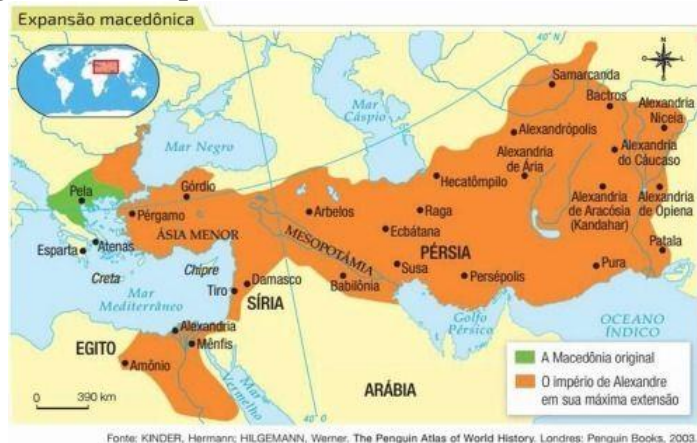 Expansão macedônica
40° N
N
Samarcanda
Bactros
Alexandria
Niceia
Mar
Cáspio
Mar Negro
Alexandrópolis
Alexandria
do Cáucaso
Alexandria
de Ária
Pela
Górdio
Hecatômpilo
Pérgamo
Arbelos
Raga
Alexandria
de Aracósia
(Kandahar)
Alexandria
de Opiena
Esparta
Atenas
ÁSIA MENOR
MESOPOTÂMIA
Ecbátana
PÉRSIA
Creta
Chipre
Damasco
Susa
Persépolis
Pura
Patala
Mar
Mediterrâneo
Tiro
SÍRIA
Babilônia
Alexandria
Golfo
Pérsico
OCEANO
ÍNDICO
EGITO
Mênfis
Amônio
Mar
Vermelho
ARÁBIA
A Macedônia original
O império de Alexandre
em sua máxima extensão
0 390 km
40° O
Fonte: KINDER, Hermann; HILGEMANN, Werner. The Penguin Atlas of World History. Londres: Penguin Books, 2003.